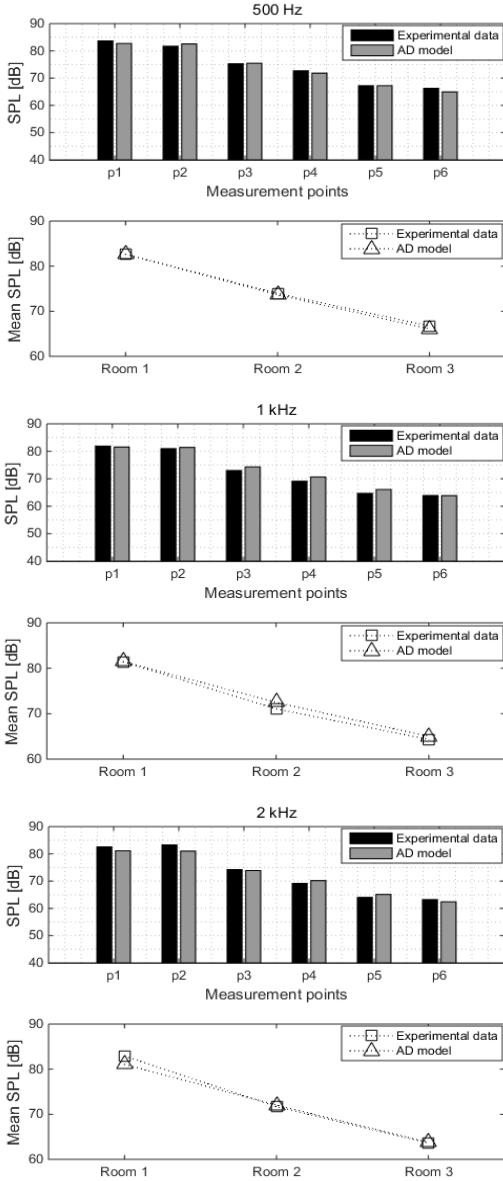 500 Hz
90
80
70
60
50
40
SPL [dB]
Experimental data
AD model
p1 p2 p3 p4 p5 p6
Measurement points
90
80
70
60
Mean SPL [dB]
Experimental data
AD model
Room 1 Room 2 Room 3
1 kHz
90
80
70
60
50
40
SPL [dB]
Experimental data
AD model
p1 p2 p3 p4 p5 p6
Measurement points
90
80
70
60
Mean SPL [dB]
Experimental data
AD model
Room 1 Room 2 Room 3
2 kHz
90
80
70
60
50
40
SPL [dB]
Experimental data
AD model
p1 p2 p3 p4 p5 p6
Measurement points
90
80
70
60
Mean SPL [dB]
Experimental data
AD model
Room 1 Room 2 Room 3